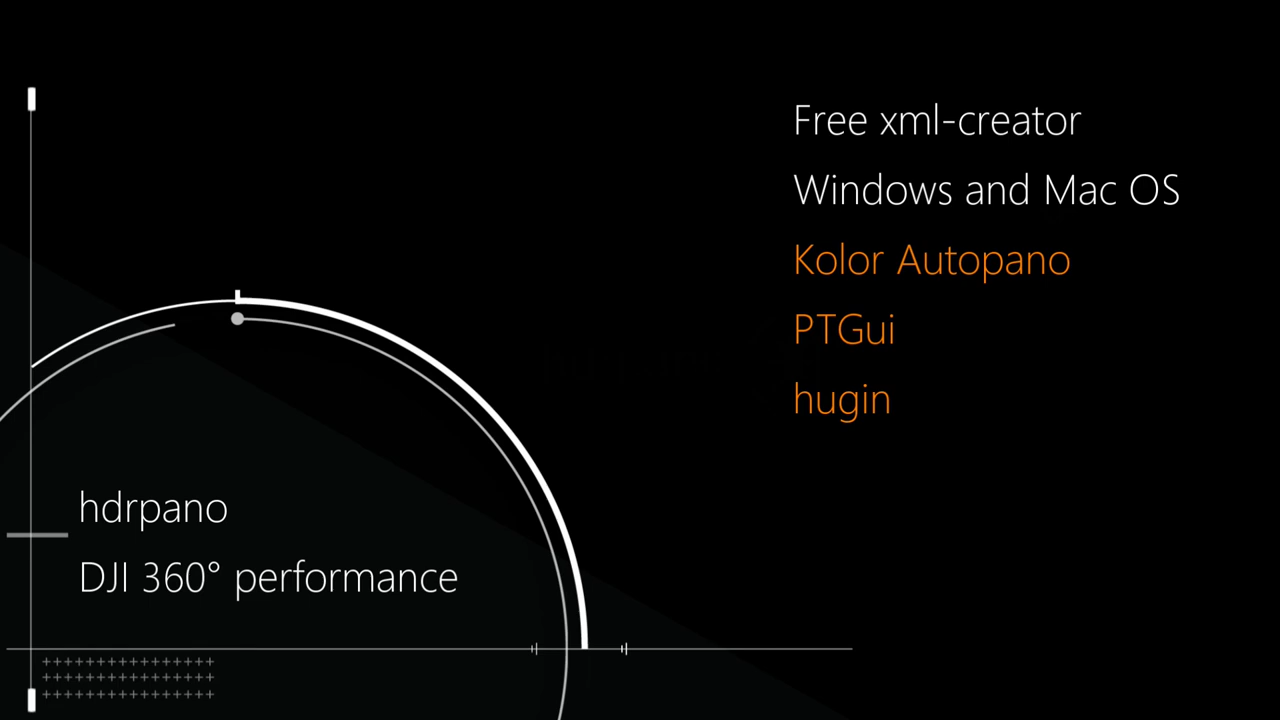 Free xml-creator
Windows and Mac OS
Kolor Autopano
PTGui
hugin
hdrpano
DJI 360° performance